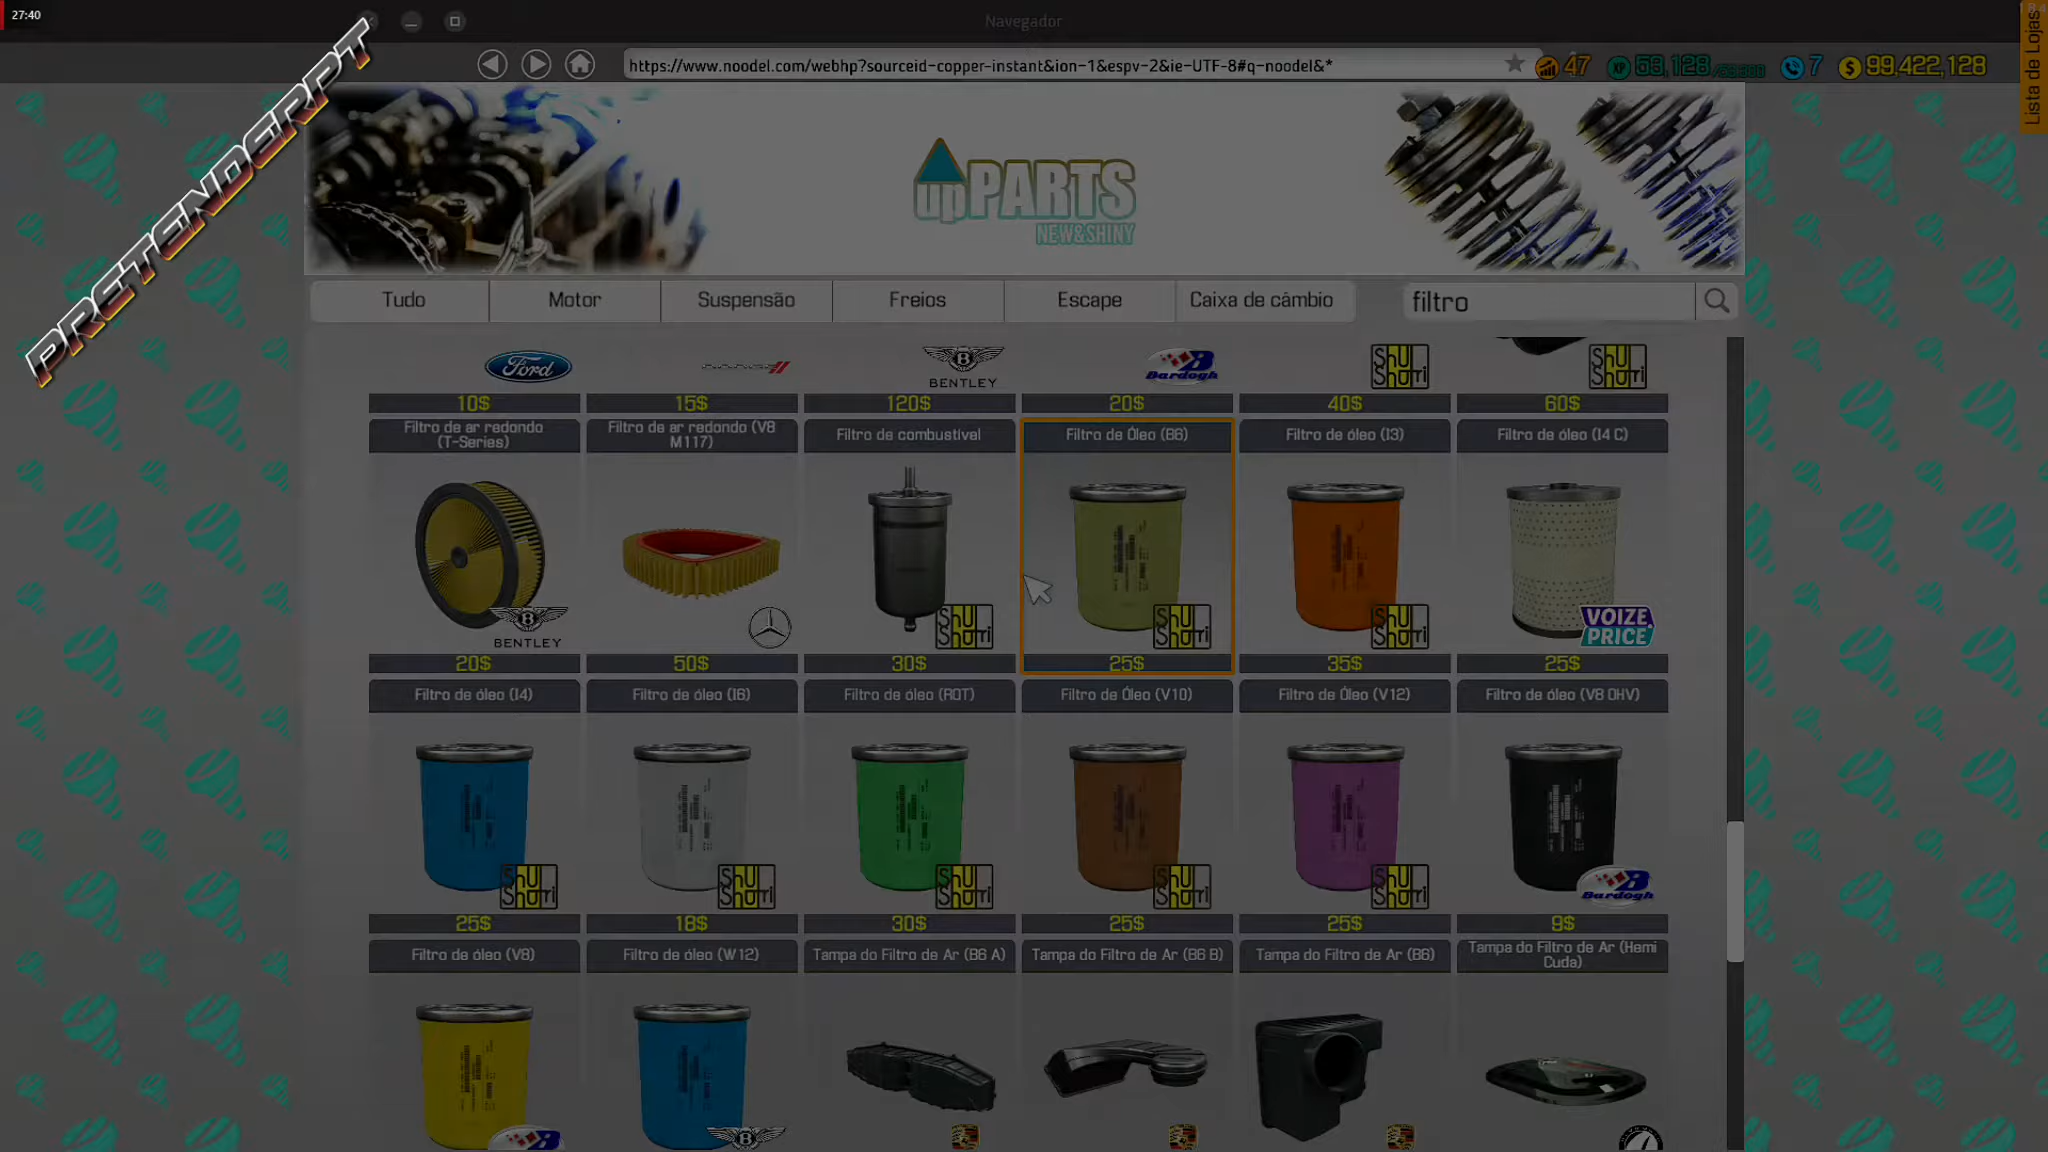 27:40
Navegador
https://www.noodel.com/webhp?sourceid-copper-instant&ion-1&espv-2&ie-UTF-8#q-noodel&*
47
58,128
7
99,422,128
Lista de Lojas
PRETENDERPT
upPARTS
NEW&SHINY
Tudo
Motor
Suspensão
Freios
Escape
Caixa de câmbio
filtro
Ford
BENTLEY
Bardogh
Shu
Shu
10$
15$
120$
20$
40$
60$
Filtro de ar redondo
(T-Series)
Filtro de ar redondo (V8
M117)
Filtro de combustível
Filtro de Óleo (B6)
Filtro de óleo (I3)
Filtro de óleo (I4 C)
BENTLEY
VOIZE
PRICE
20$
50$
30$
25$
35$
25$
Filtro de óleo (I4)
Filtro de óleo (I6)
Filtro de óleo (ROT)
Filtro de Óleo (V10)
Filtro de Óleo (V12)
Filtro de óleo (V8 OHV)
Bardogh
25$
18$
30$
25$
25$
9$
Filtro de óleo (V8)
Filtro de óleo (W12)
Tampa do Filtro de Ar (B6 A)
Tampa do Filtro de Ar (B6 B)
Tampa do Filtro de Ar (B6)
Tampa do Filtro de Ar (Hemi
Cuda)